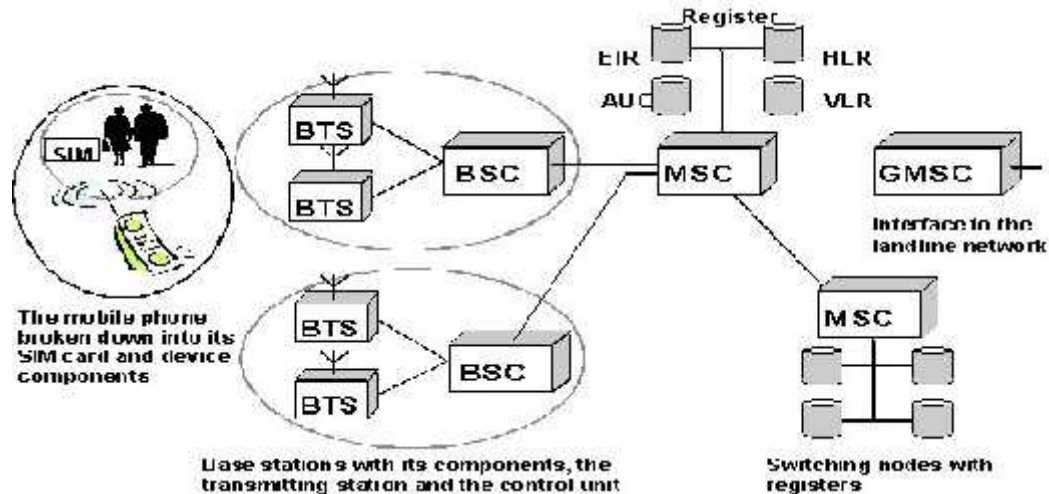 Register
EIR
HLR
AUC
VLR
SIM
BTS
BTS
BSC
MSC
GMSC
Interface to the
landline network
The mobile phone
broken down into its
SIM card and device
components
BTS
BTS
BSC
MSC
Base stations with its components, the
transmitting station and the control unit
Switching nodes with
registers